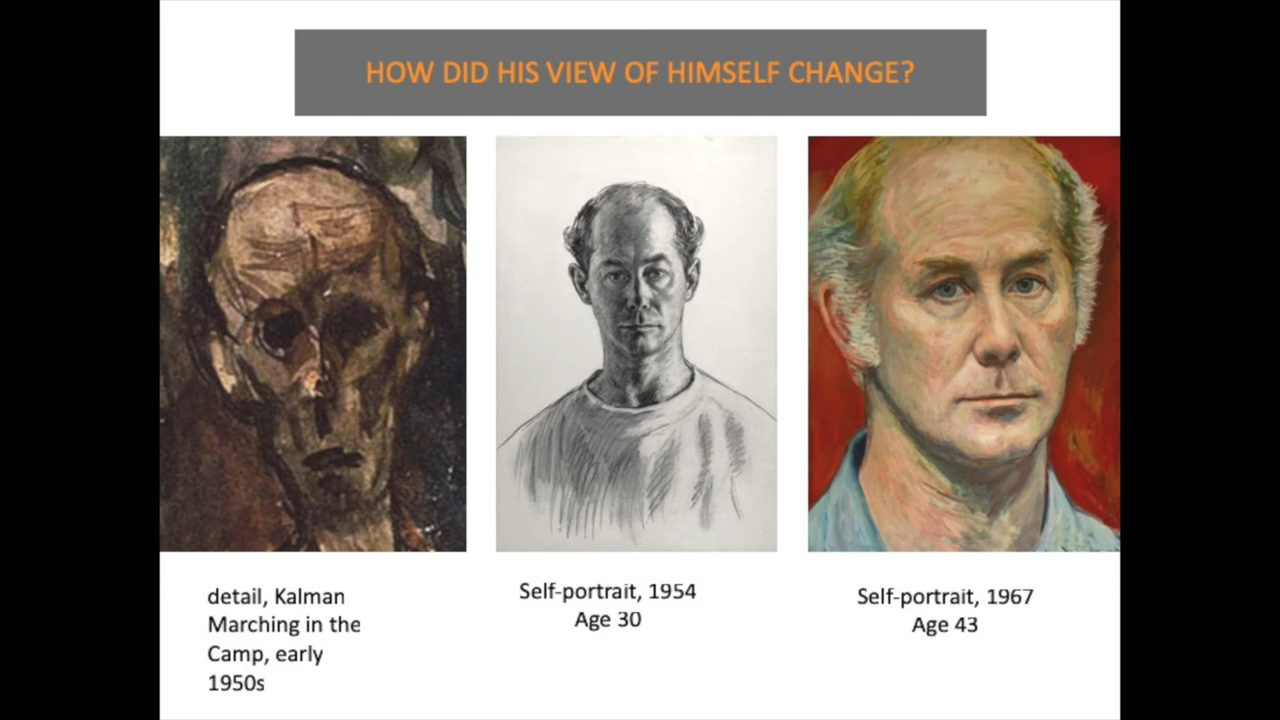 HOW DID HIS VIEW OF HIMSELF CHANGE?
detail, Kalman
Marching in the
Camp, early
1950s
Self-portrait, 1954
Age 30
Self-portrait, 1967
Age 43